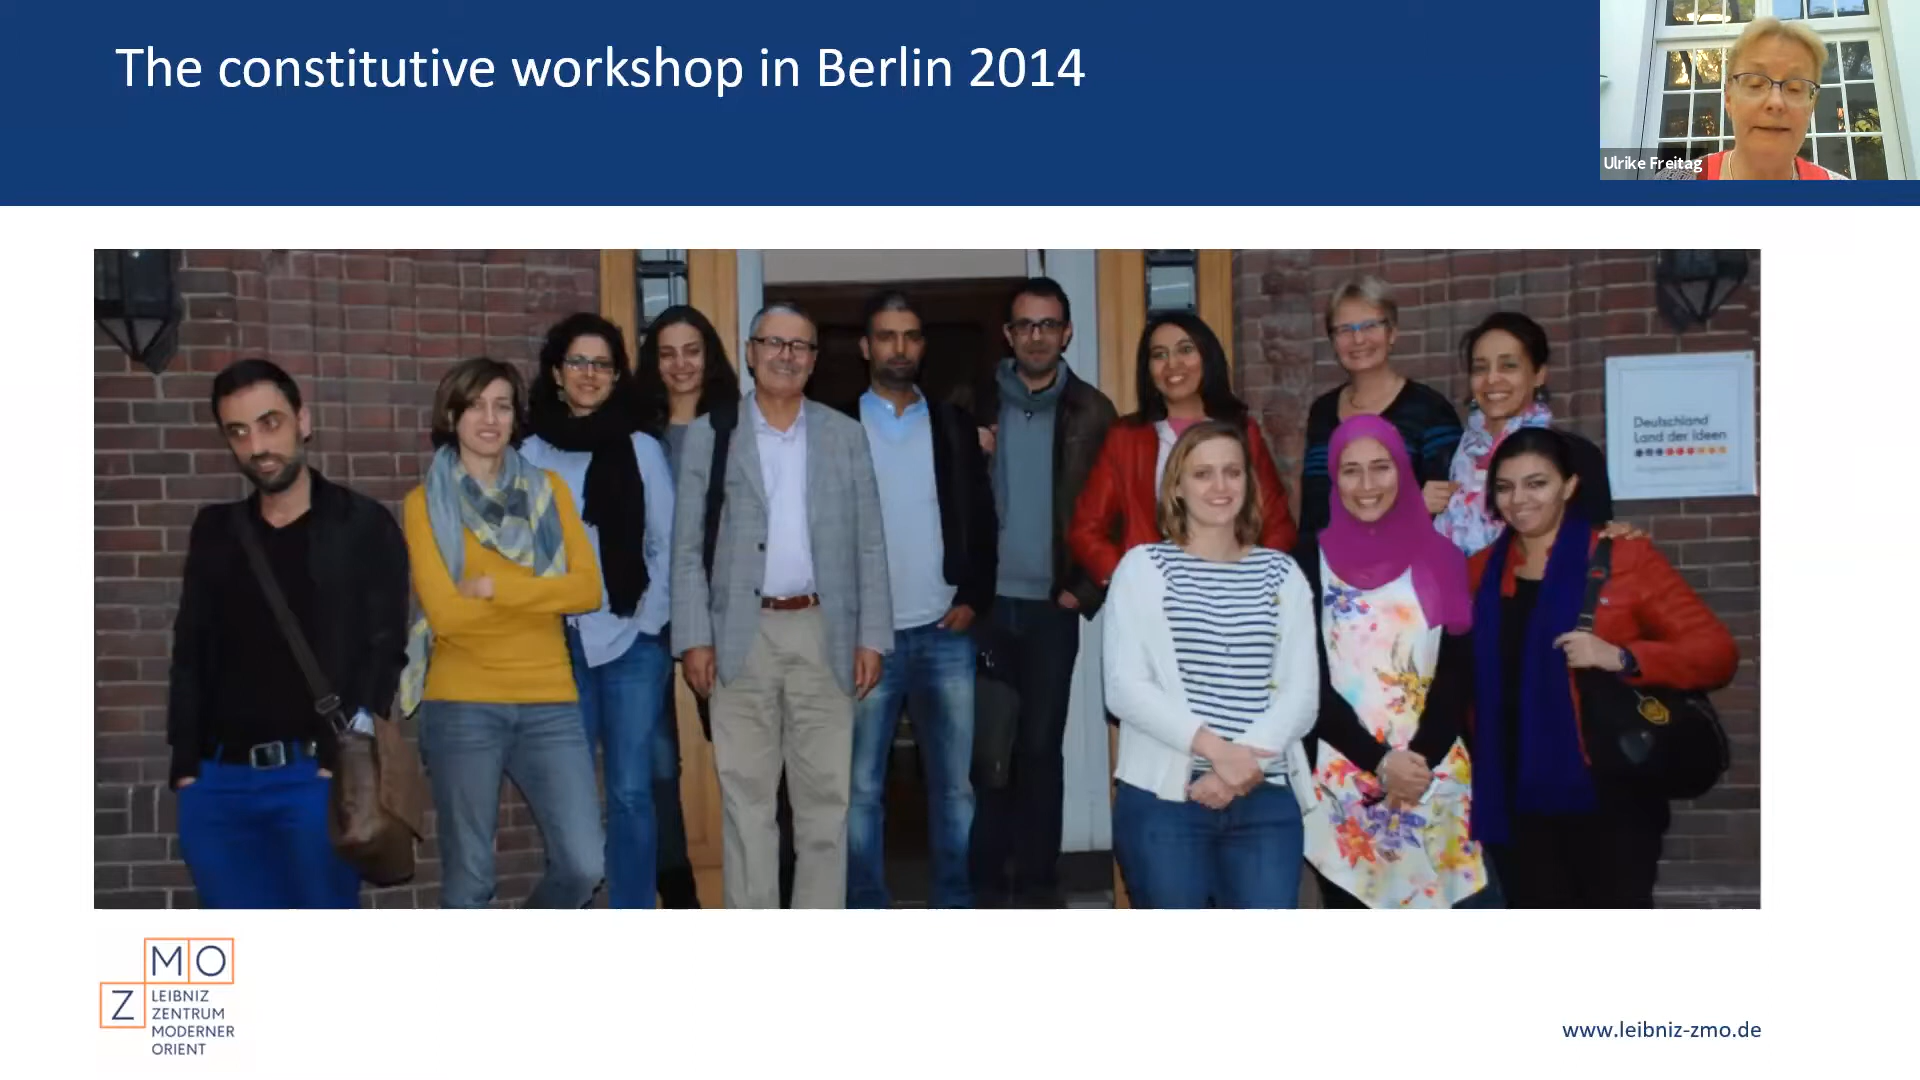 The constitutive workshop in Berlin 2014
Ulrike Freitag
Deutschland
Land der Ideen
MO
Z
LEIBNIZ
ZENTRUM
MODERNER
ORIENT
www.leibniz-zmo.de